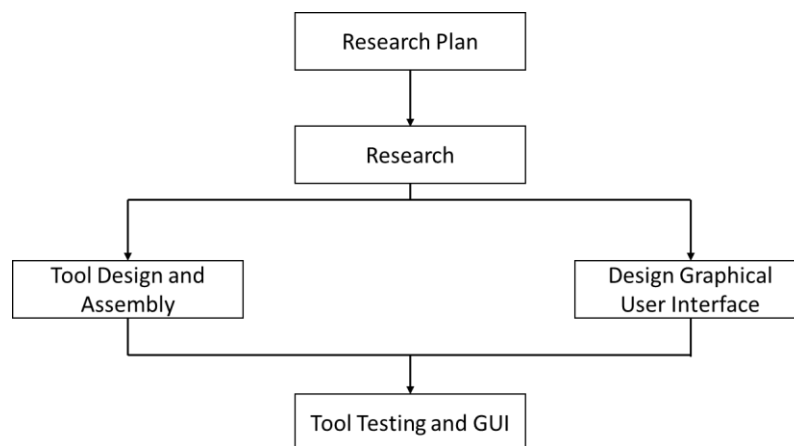 Research Plan
Research
Tool Design and
Assembly
Design Graphical
User Interface
Tool Testing and GUI